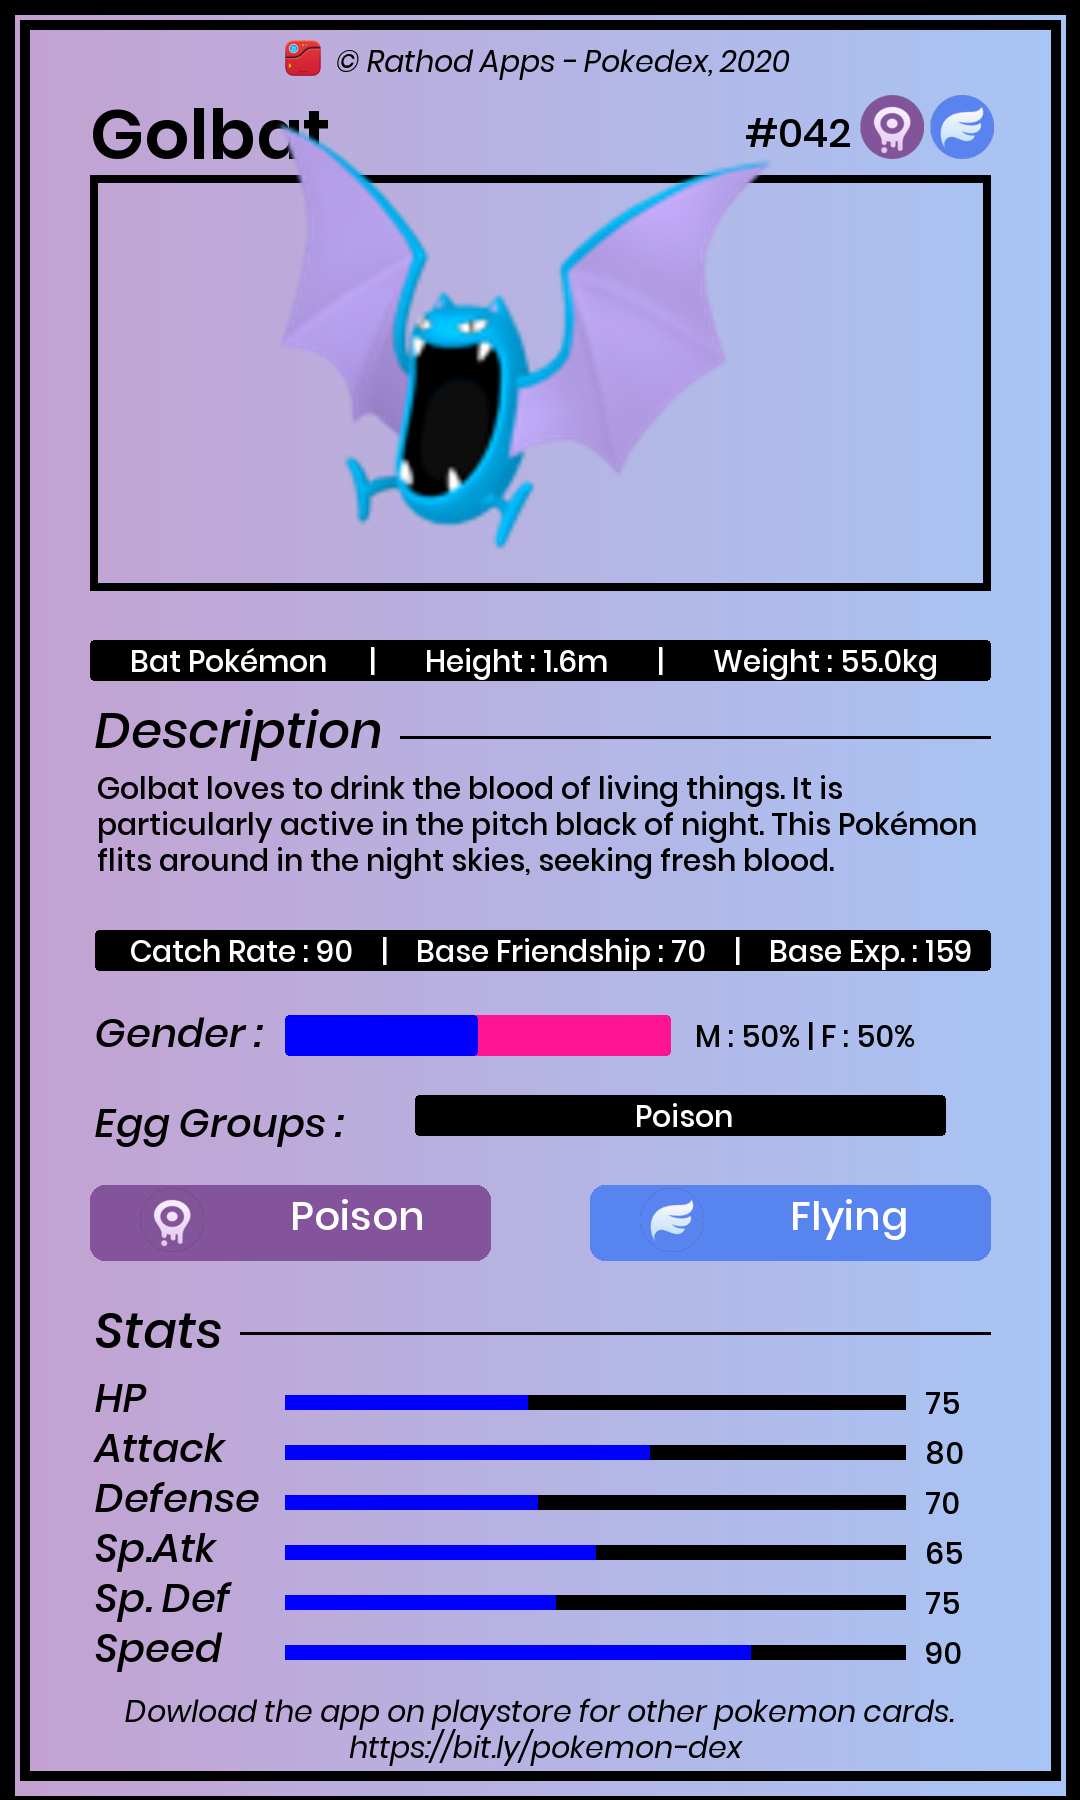 © Rathod Apps - Pokedex, 2020
Golbat
#042
Bat Pokémon | Height : 1.6m | Weight : 55.0kg
Description
Golbat loves to drink the blood of living things. It is
particularly active in the pitch black of night. This Pokémon
flits around in the night skies, seeking fresh blood.
Catch Rate : 90 | Base Friendship : 70 | Base Exp. : 159
Gender : M : 50% | F : 50%
Egg Groups : Poison
Poison Flying
Stats
HP 75
Attack 80
Defense 70
Sp.Atk 65
Sp. Def 75
Speed 90
Dowload the app on playstore for other pokemon cards.
https://bit.ly/pokemon-dex